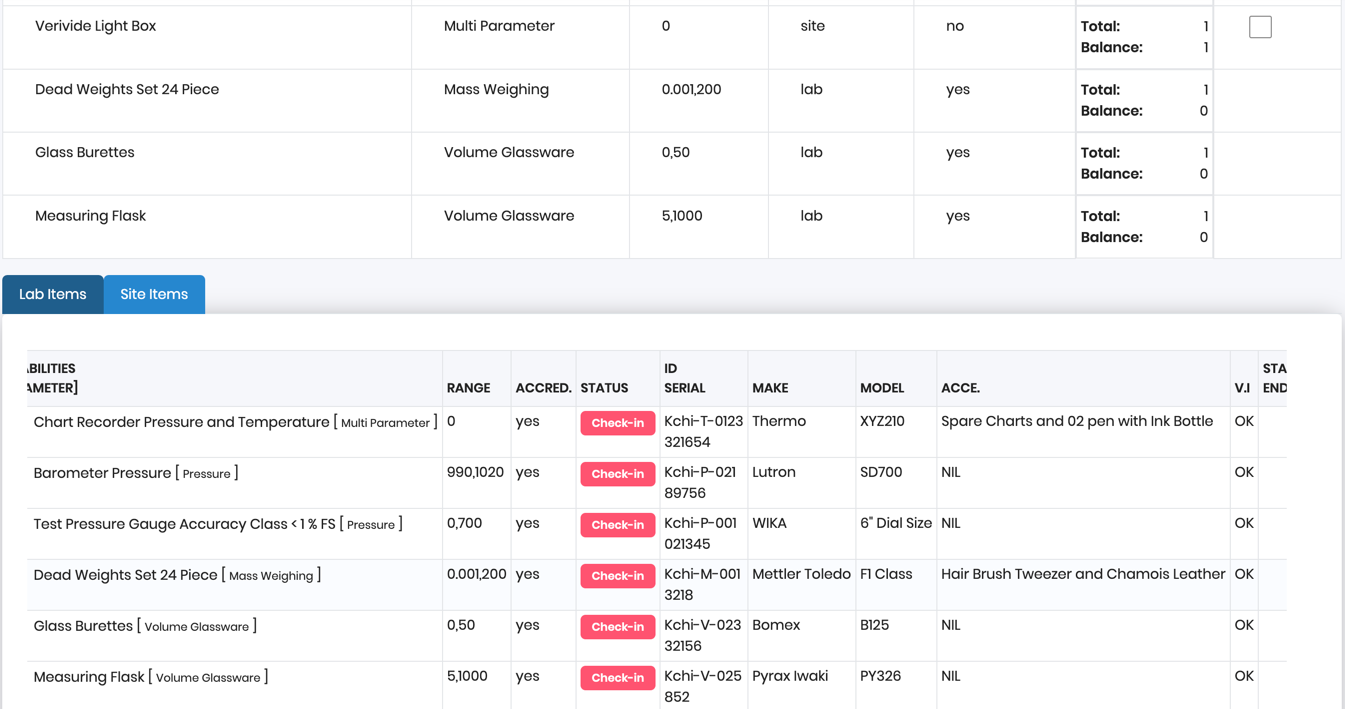 Verivide Light Box Multi Parameter 0 site no Total: 1
Balance: 1
Dead Weights Set 24 Piece Mass Weighing 0.001,200 lab yes Total: 1
Balance: 0
Glass Burettes Volume Glassware 0,50 lab yes Total: 1
Balance: 0
Measuring Flask Volume Glassware 5,1000 lab yes Total: 1
Balance: 0
Lab Items Site Items
ABILITIES ID STA
AMETER] RANGE ACCRED. STATUS SERIAL MAKE MODEL ACCE. V.I END
Chart Recorder Pressure and Temperature [ Multi Parameter ] 0 yes Check-in Kchi-T-0123 Thermo XYZ210 Spare Charts and 02 pen with Ink Bottle OK
321654
Barometer Pressure [ Pressure ] 990,1020 yes Check-in Kchi-P-021 Lutron SD700 NIL OK
89756
Test Pressure Gauge Accuracy Class < 1 % FS [ Pressure ] 0,700 yes Check-in Kchi-P-001 WIKA 6" Dial Size NIL OK
021345
Dead Weights Set 24 Piece [ Mass Weighing ] 0.001,200 yes Check-in Kchi-M-001 Mettler Toledo F1 Class Hair Brush Tweezer and Chamois Leather OK
3218
Glass Burettes [ Volume Glassware ] 0,50 yes Check-in Kchi-V-023 Bomex B125 NIL OK
32156
Measuring Flask [ Volume Glassware ] 5,1000 yes Check-in Kchi-V-025 Pyrax Iwaki PY326 NIL OK
852